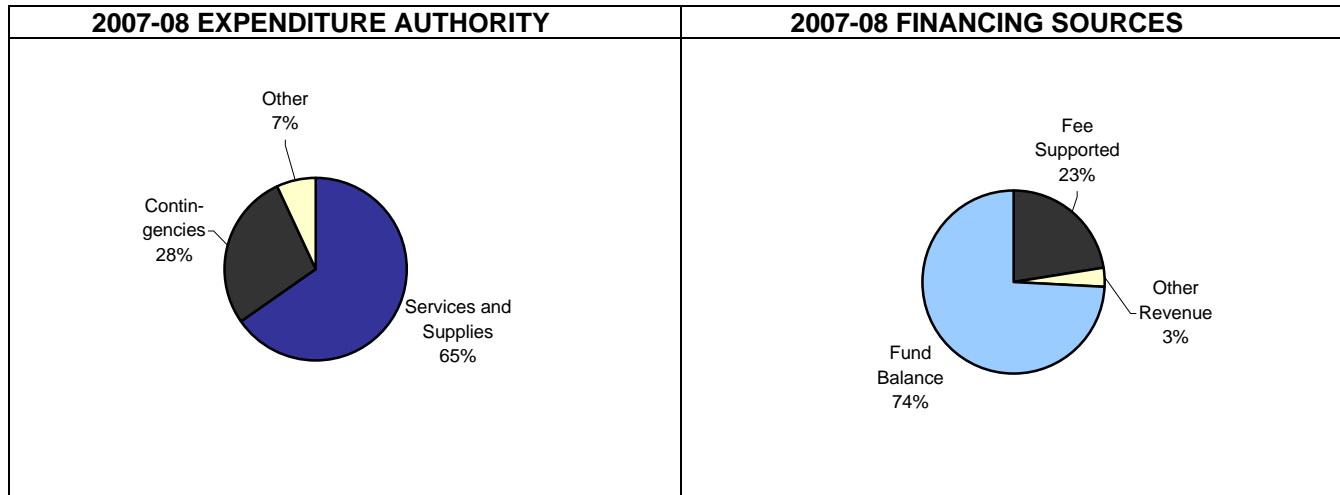 2007-08 EXPENDITURE AUTHORITY
Other
7%
Contin-
gencies
28%
Services and
Supplies
65%
2007-08 FINANCING SOURCES
Fee
Supported
23%
Other
Revenue
3%
Fund
Balance
74%